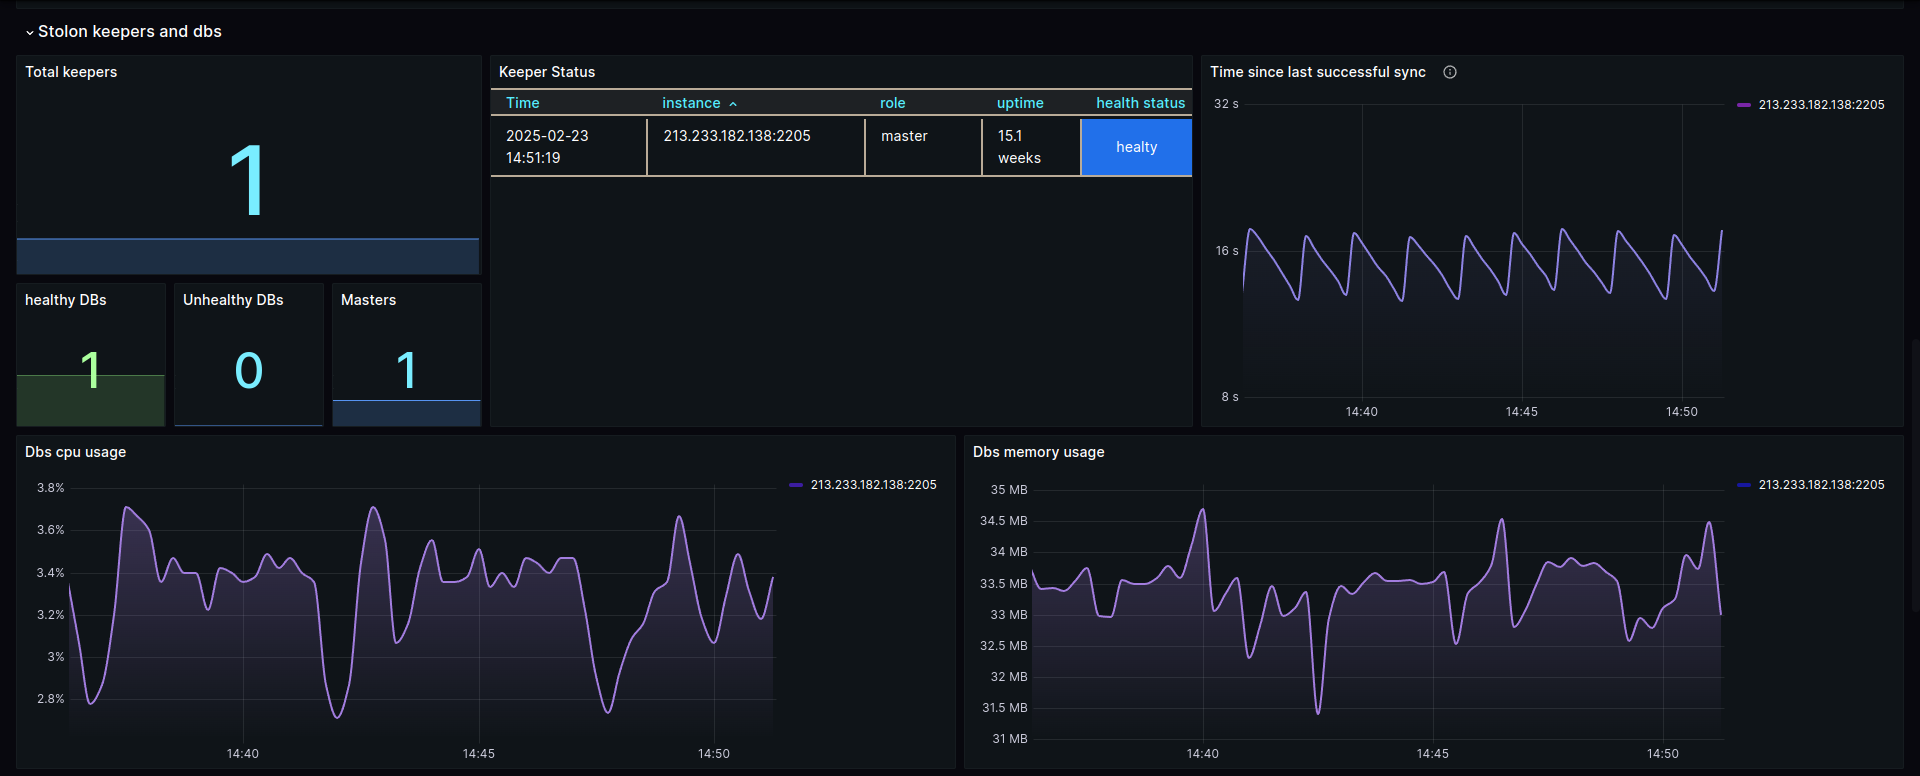 Stolon keepers and dbs
Total keepers
1
healthy DBs
1
Unhealthy DBs
0
Masters
1
Keeper Status
Time instance role uptime health status
2025-02-23 14:51:19 213.233.182.138:2205 master 15.1 weeks healty
Time since last successful sync
32 s
16 s
8 s
14:40 14:45 14:50
213.233.182.138:2205
Dbs cpu usage
3.8%
3.6%
3.4%
3.2%
3%
2.8%
14:40 14:45 14:50
213.233.182.138:2205
Dbs memory usage
35 MB
34.5 MB
34 MB
33.5 MB
33 MB
32.5 MB
32 MB
31.5 MB
31 MB
14:40 14:45 14:50
213.233.182.138:2205